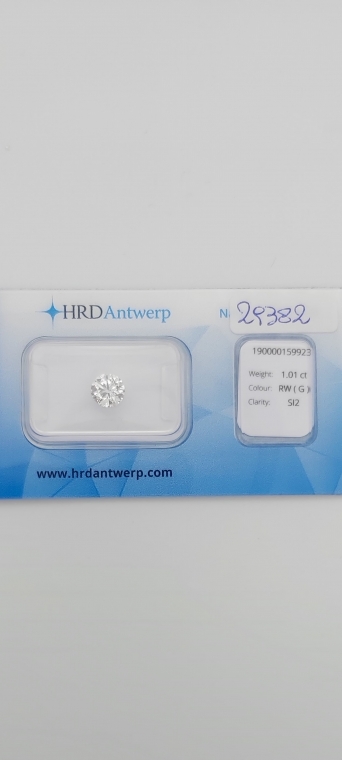 HRDAntwerp
29382
190000159923
Weight: 1.01 ct
Colour: RW ( G )
Clarity: SI2
www.hrdantwerp.com